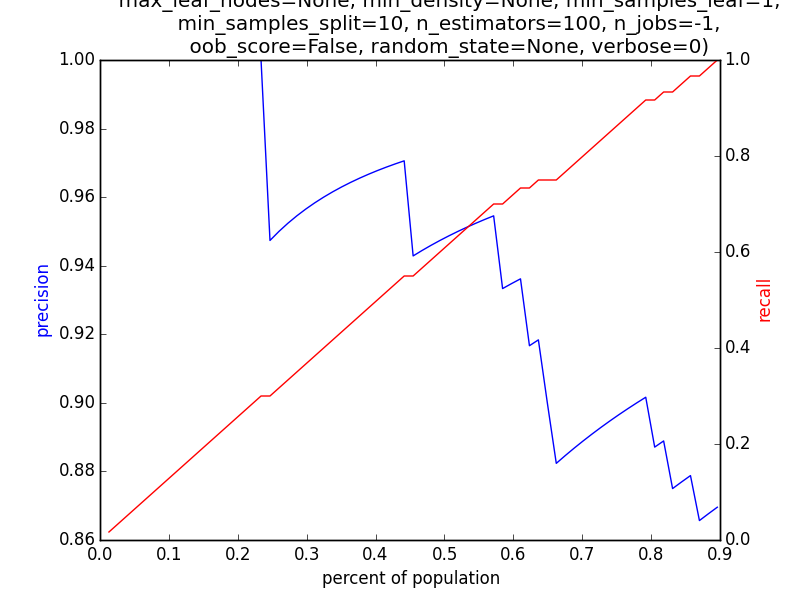 max_leaf_nodes=None, min_density=None, min_samples_leaf=1,
min_samples_split=10, n_estimators=100, n_jobs=-1,
oob_score=False, random_state=None, verbose=0)
1.00
0.98
0.96
0.94
0.92
0.90
0.88
0.86
precision
1.0
0.8
0.6
0.4
0.2
0.0
recall
0.0 0.1 0.2 0.3 0.4 0.5 0.6 0.7 0.8 0.9
percent of population